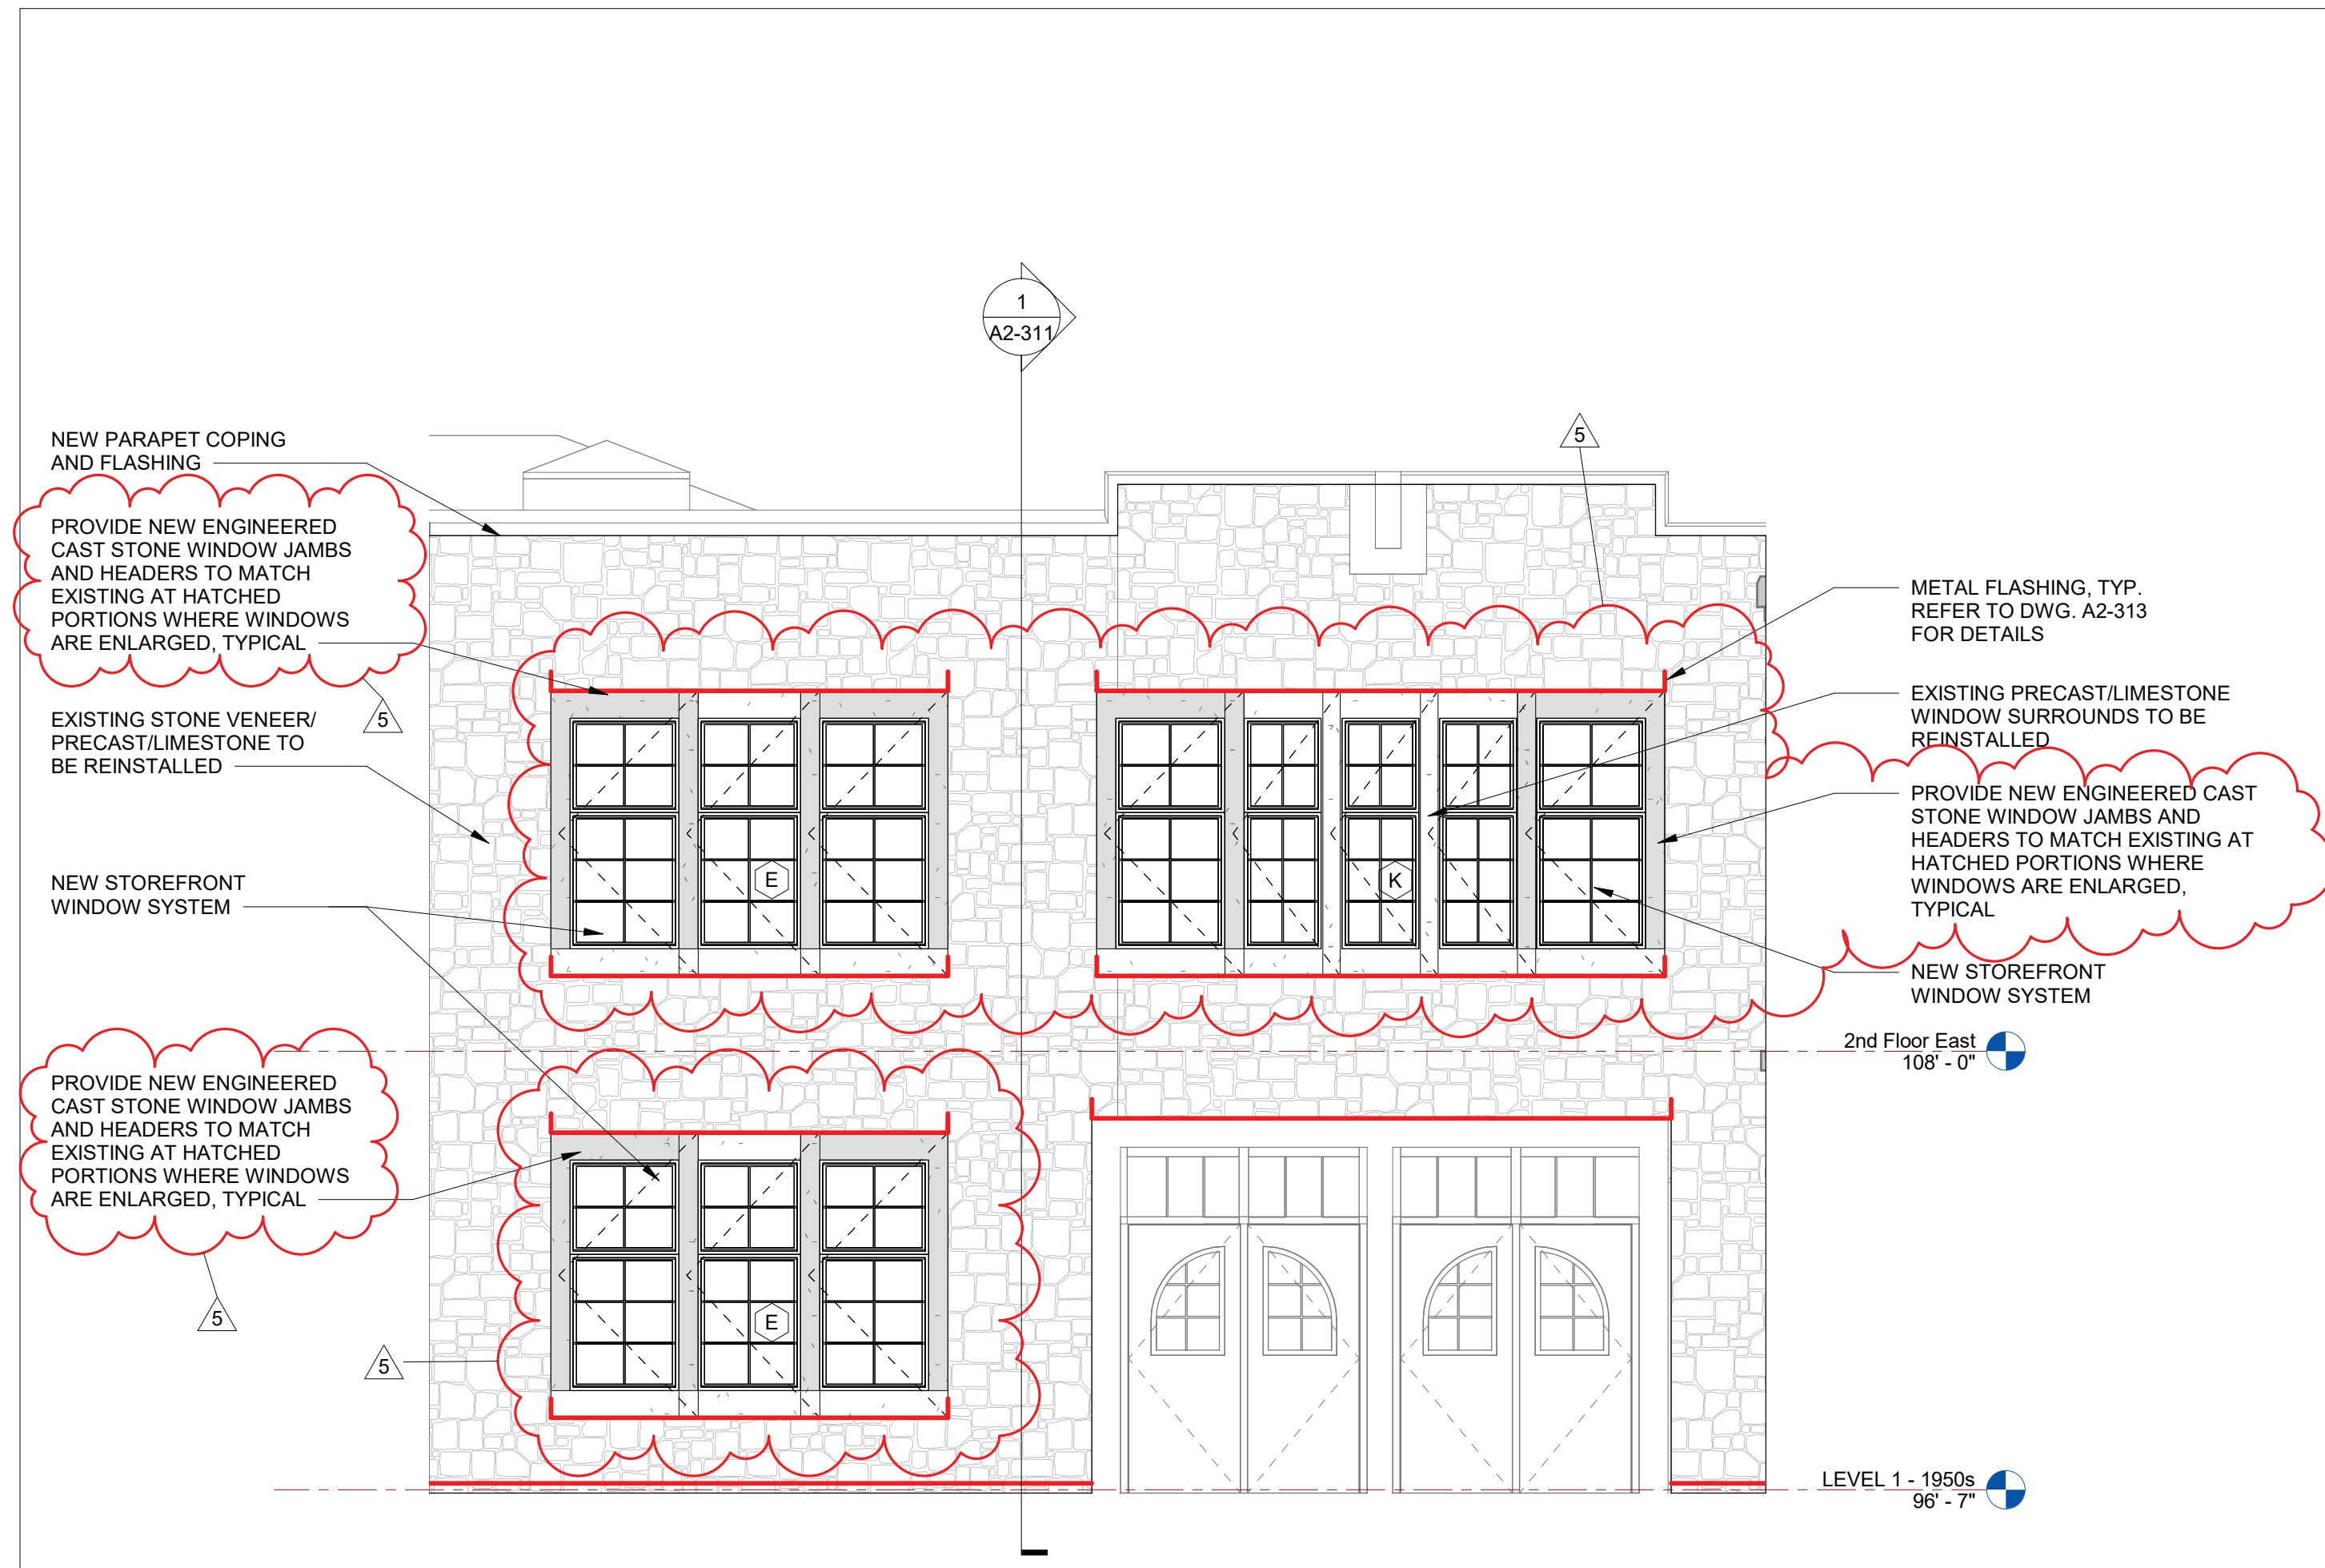 1
A2-311
5
NEW PARAPET COPING
AND FLASHING
PROVIDE NEW ENGINEERED
CAST STONE WINDOW JAMBS
AND HEADERS TO MATCH
EXISTING AT HATCHED
PORTIONS WHERE WINDOWS
ARE ENLARGED, TYPICAL
5
EXISTING STONE VENEER/
PRECAST/LIMESTONE TO
BE REINSTALLED
NEW STOREFRONT
WINDOW SYSTEM
PROVIDE NEW ENGINEERED
CAST STONE WINDOW JAMBS
AND HEADERS TO MATCH
EXISTING AT HATCHED
PORTIONS WHERE WINDOWS
ARE ENLARGED, TYPICAL
5
5
E
K
E
METAL FLASHING, TYP.
REFER TO DWG. A2-313
FOR DETAILS
EXISTING PRECAST/LIMESTONE
WINDOW SURROUNDS TO BE
REINSTALLED
PROVIDE NEW ENGINEERED CAST
STONE WINDOW JAMBS AND
HEADERS TO MATCH EXISTING AT
HATCHED PORTIONS WHERE
WINDOWS ARE ENLARGED,
TYPICAL
NEW STOREFRONT
WINDOW SYSTEM
2nd Floor East
108' - 0"
LEVEL 1 - 1950s
96' - 7"